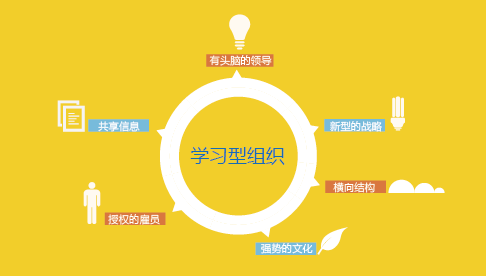 有头脑的领导
共享信息
新型的战略
学习型组织
横向结构
授权的雇员
强势的文化